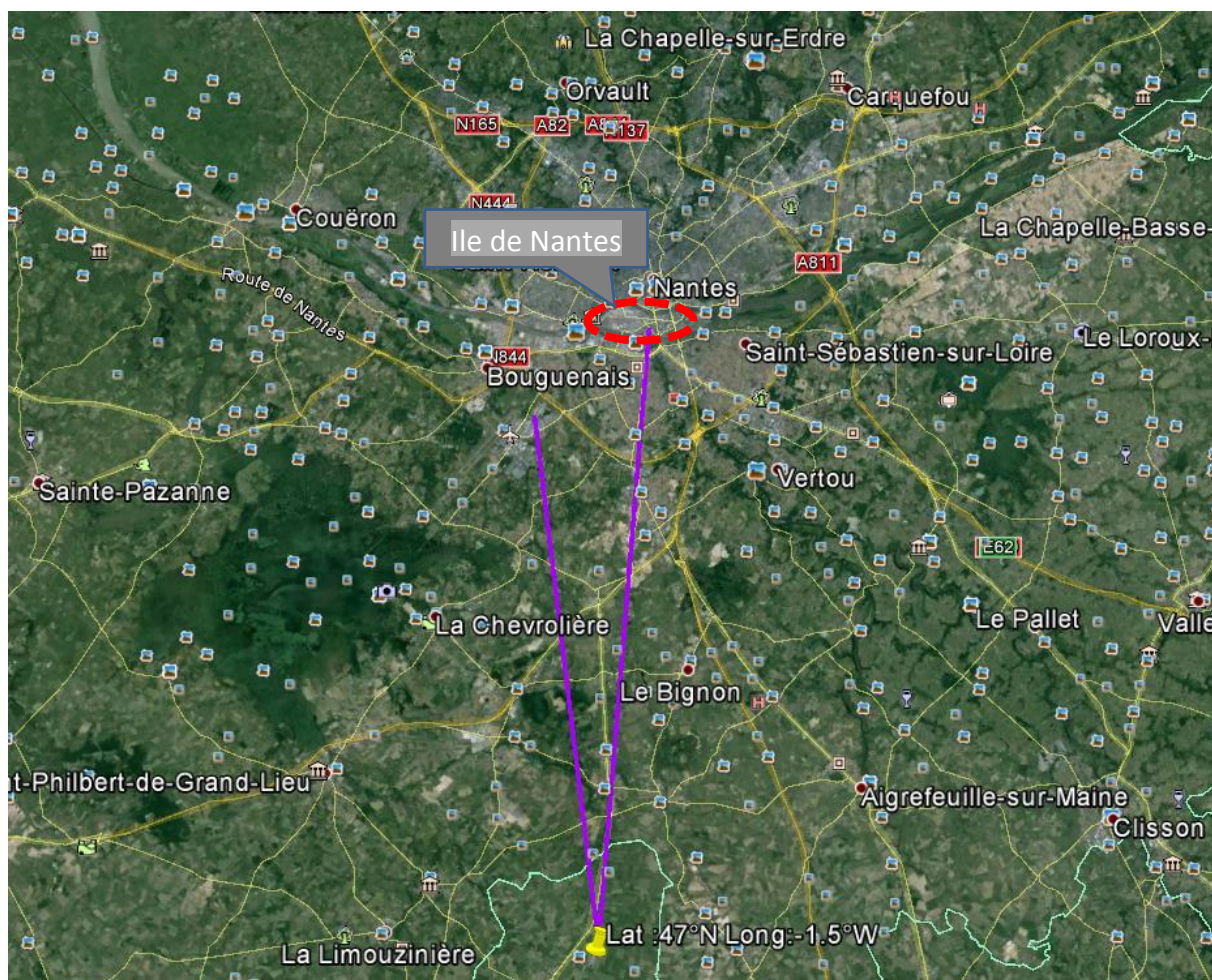 La Chapelle-sur-Erdre
Orvault
Carquefou
H
H
N165
A82
Couëron
N444
Ile de Nantes
La Chapelle-Basse-
A811
Route de Nantes
Nantes
Le Loroux-
Saint-Sébastien-sur-Loire
N844
Bouguenais
Sainte-Pazanne
Vertou
E62
La Chevrolière
Le Pallet
Valle
Le Bignon
H
t-Philbert-de-Grand-Lieu
Aigrefeuille-sur-Maine
Clisson
Lat :47°N Long:-1.5°W
La Limouzinière